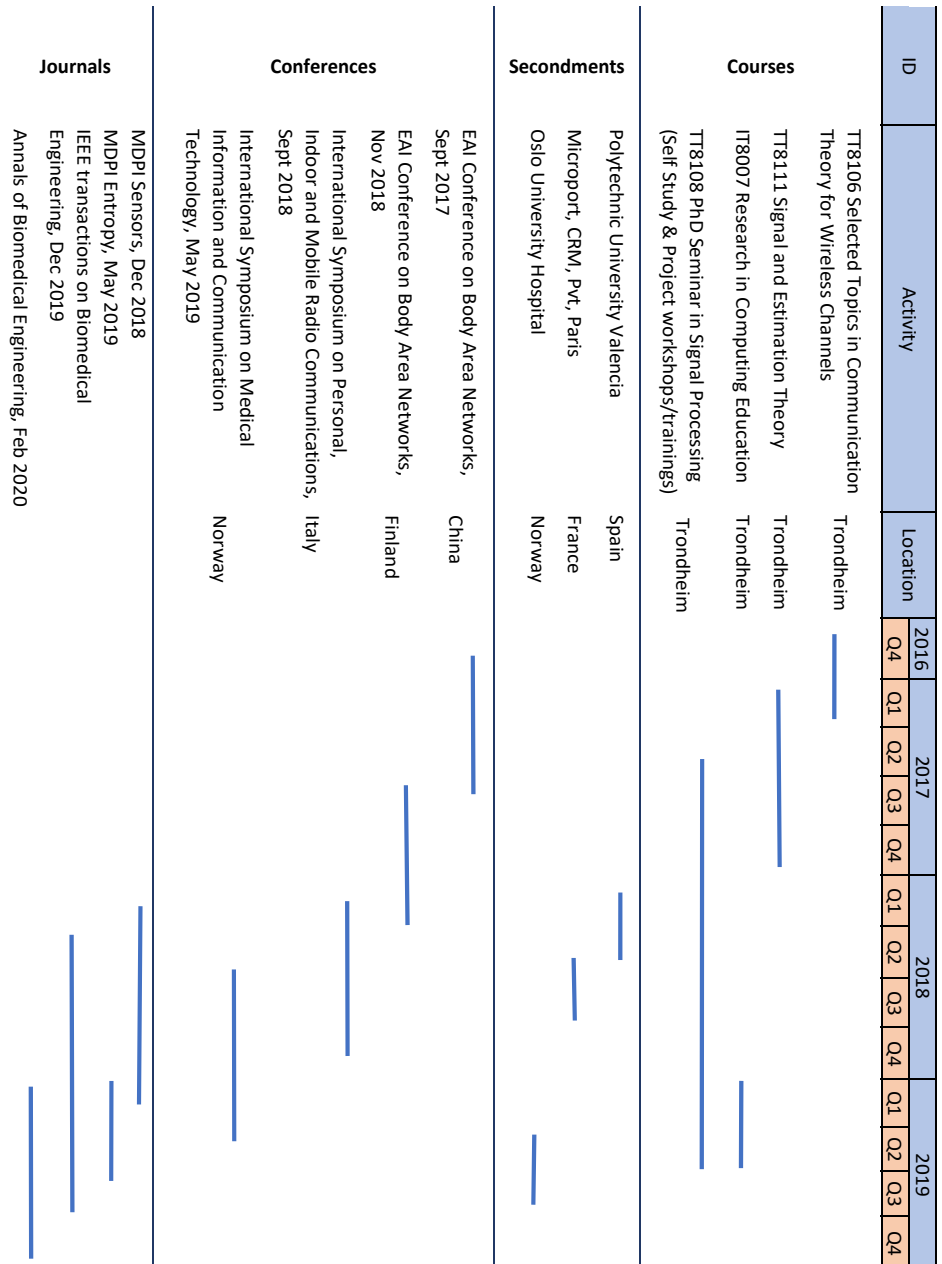 ID
Activity
Location
2016
2017
2018
2019
Q4
Q1
Q2
Q3
Q4
Q1
Q2
Q3
Q4
Q1
Q2
Q3
Q4
Courses
TT8106 Selected Topics in Communication
Theory for Wireless Channels
Trondheim
TT8111 Signal and Estimation Theory
Trondheim
IT8007 Research in Computing Education
Trondheim
TT8108 PhD Seminar in Signal Processing
(Self Study & Project workshops/trainings)
Trondheim
Secondments
Polytechnic University Valencia
Spain
Microport, CRM, Pvt, Paris
France
Oslo University Hospital
Norway
Conferences
EAI Conference on Body Area Networks,
Sept 2017
China
EAI Conference on Body Area Networks,
Nov 2018
Finland
International Symposium on Personal,
Indoor and Mobile Radio Communications,
Sept 2018
Italy
International Symposium on Medical
Information and Communication
Technology, May 2019
Norway
Journals
MDPI Sensors, Dec 2018
MDPI Entropy, May 2019
IEEE transactions on Biomedical
Engineering, Dec 2019
Annals of Biomedical Engineering, Feb 2020